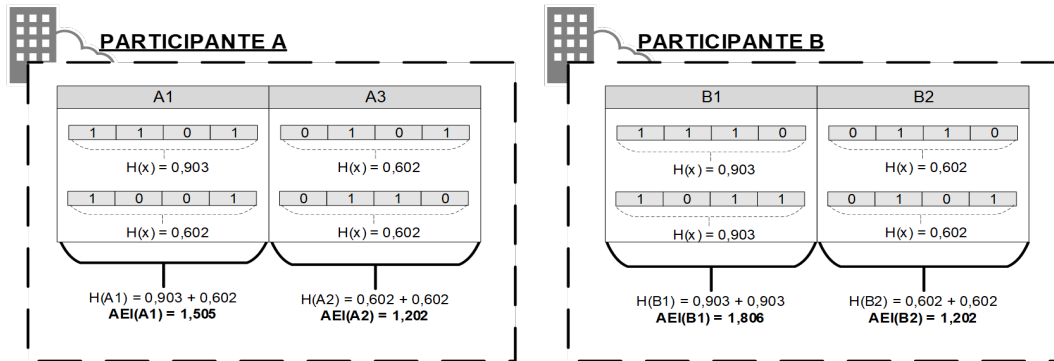 PARTICIPANTE A
A1 A3
1 1 0 1
0 1 0 1
H(x) = 0,903
H(x) = 0,602
1 0 0 1
0 1 1 0
H(x) = 0,602
H(x) = 0,602
H(A1) = 0,903 + 0,602
AEI(A1) = 1,505
H(A2) = 0,602 + 0,602
AEI(A2) = 1,202
PARTICIPANTE B
B1 B2
1 1 1 0
0 1 1 0
H(x) = 0,903
H(x) = 0,602
1 0 1 1
0 1 0 1
H(x) = 0,903
H(x) = 0,602
H(B1) = 0,903 + 0,903
AEI(B1) = 1,806
H(B2) = 0,602 + 0,602
AEI(B2) = 1,202